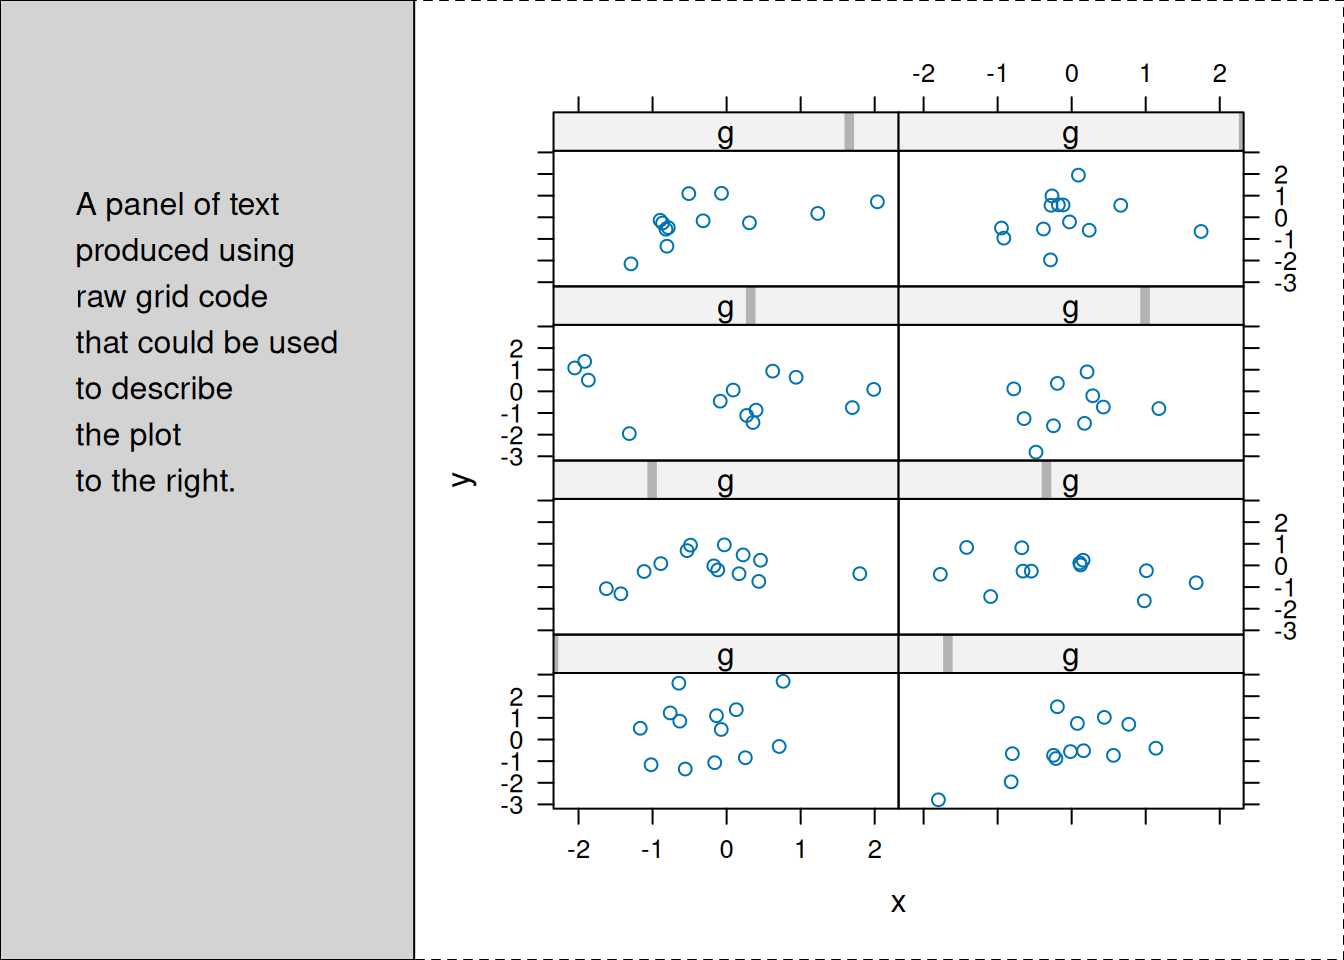 A panel of text
produced using
raw grid code
that could be used
to describe
the plot
to the right.
-2 -1 0 1 2
g g
2
1
0
-1
-2
-3
g g
2
1
0
-1
-2
-3
y
g g
2
1
0
-1
-2
-3
g g
2
1
0
-1
-2
-3
-2 -1 0 1 2
x